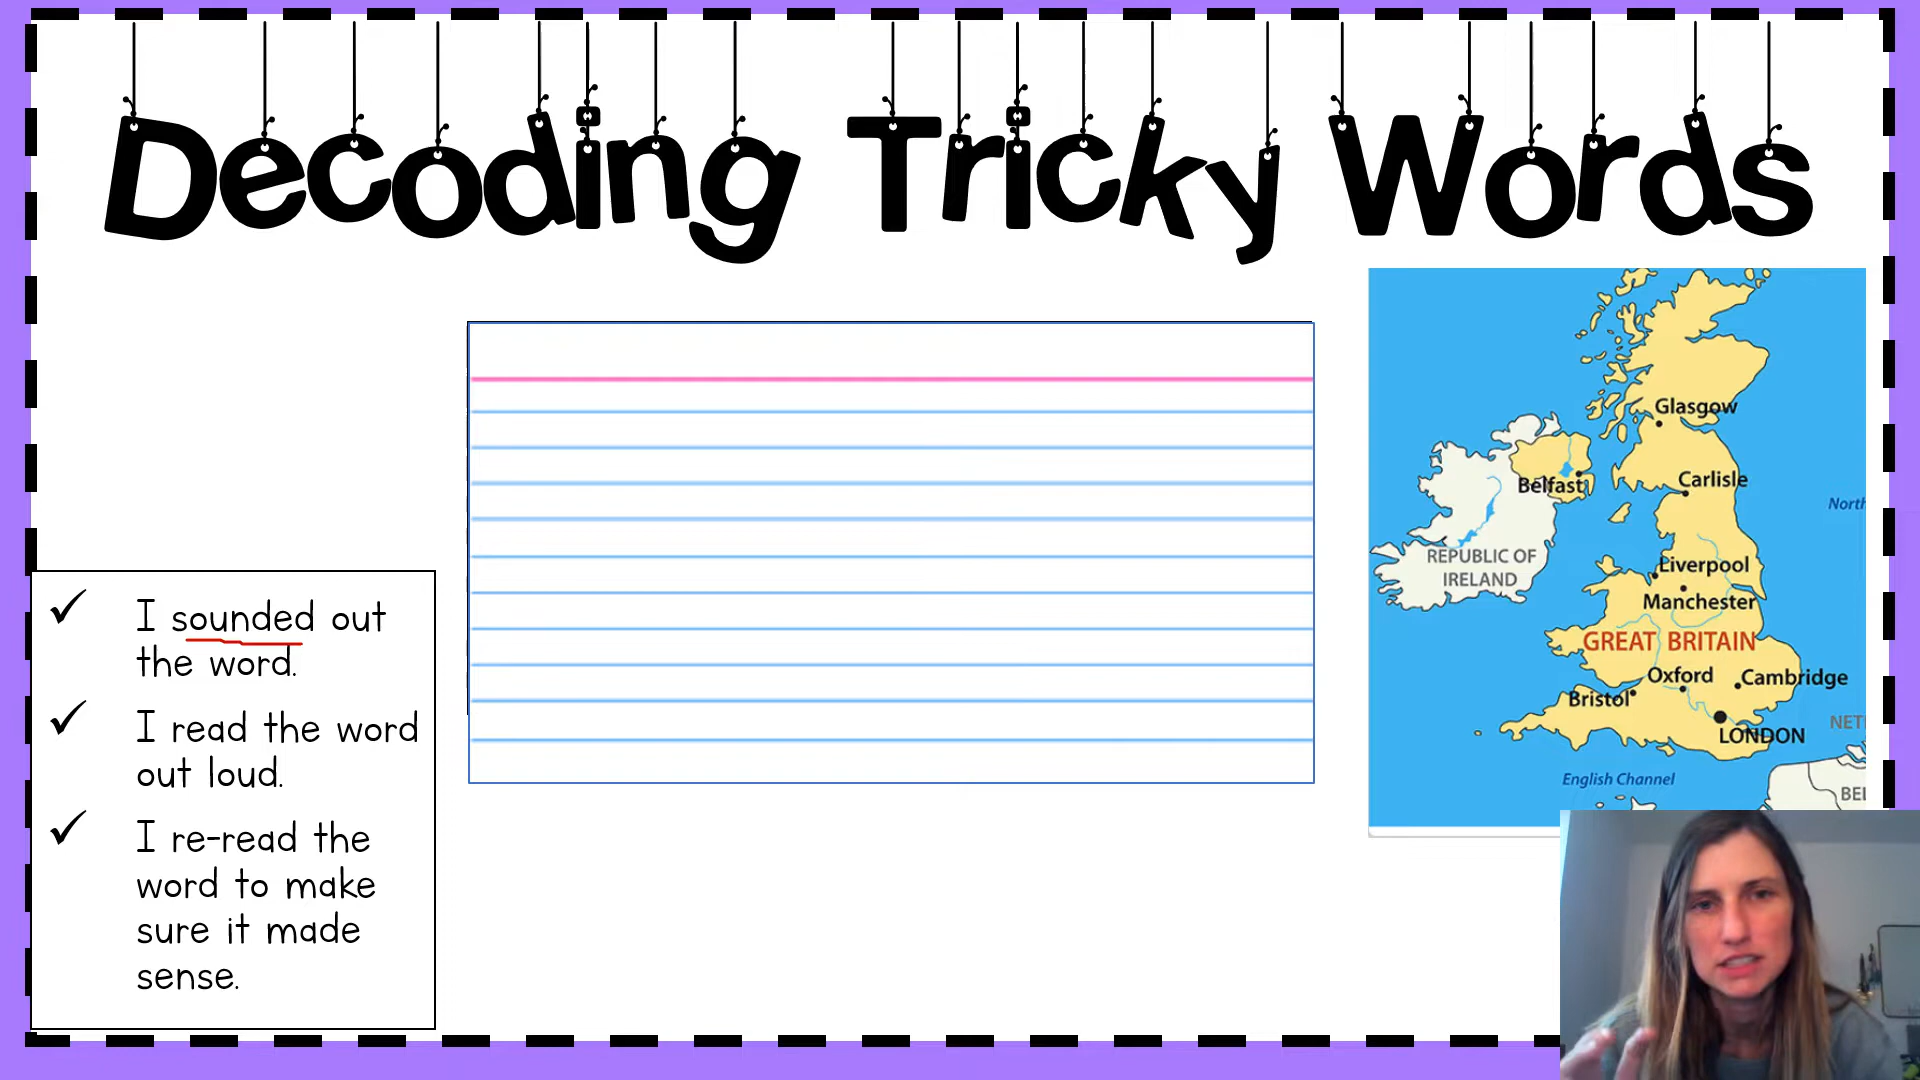 Decoding Tricky Words
I sounded out
the word.
I read the word
out loud.
I re-read the
word to make
sure it made
sense.
Glasgow
Carlisle
Belfast
North
REPUBLIC OF
IRELAND
Liverpool
Manchester
GREAT BRITAIN
Oxford
Cambridge
Bristol
NET
LONDON
English Channel
BEL